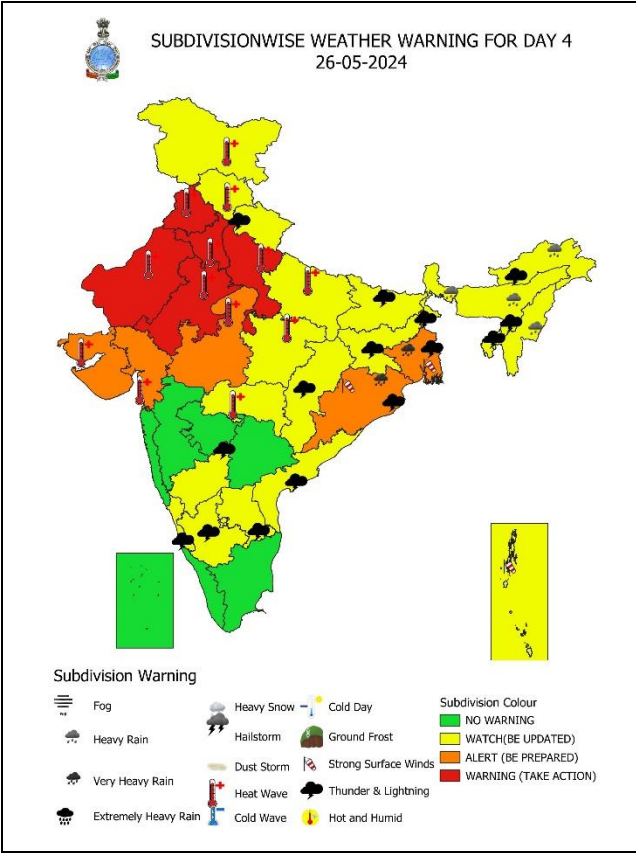 SUBDIVISIONWISE WEATHER WARNING FOR DAY 4
26-05-2024
Subdivision Warning
Fog
Heavy Rain
Very Heavy Rain
Extremely Heavy Rain
Heavy Snow
Hailstorm
Dust Storm
Heat Wave
Cold Wave
Cold Day
Ground Frost
Strong Surface Winds
Thunder & Lightning
Hot and Humid
Subdivision Colour
NO WARNING
WATCH(BE UPDATED)
ALERT (BE PREPARED)
WARNING (TAKE ACTION)